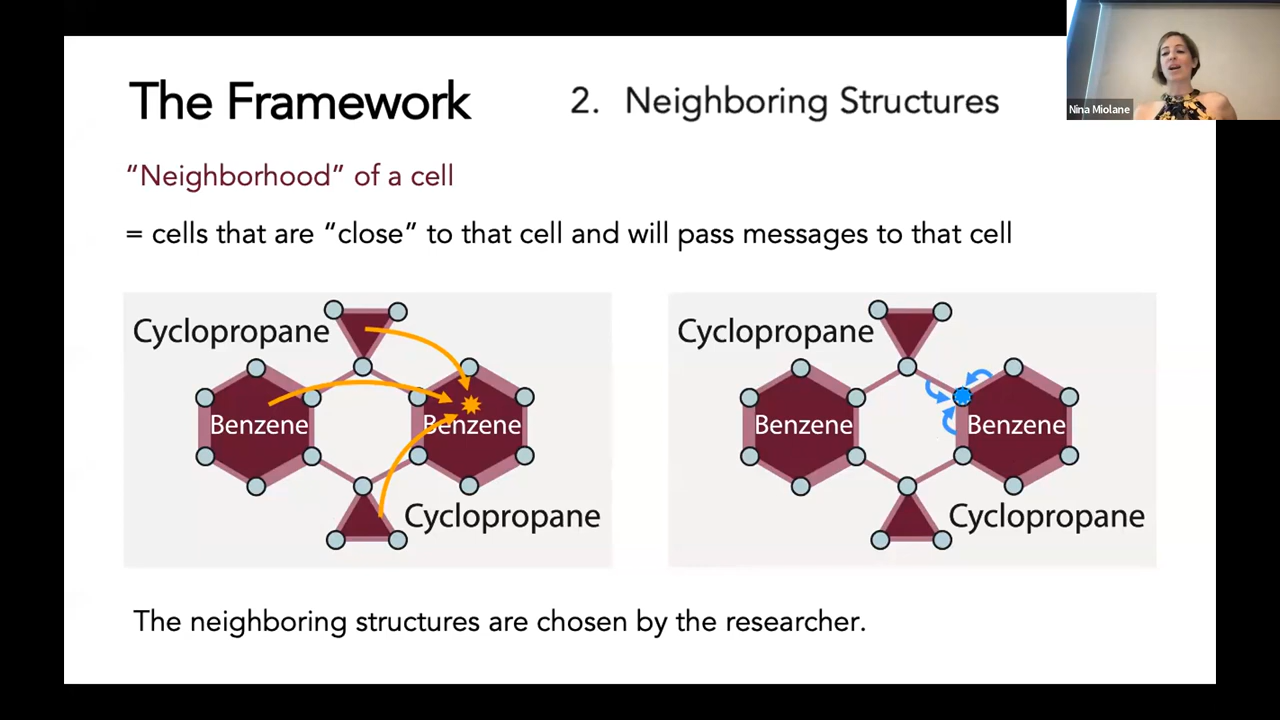 The Framework
2. Neighboring Structures
Nina Miolane
“Neighborhood” of a cell
= cells that are “close” to that cell and will pass messages to that cell
Cyclopropane
Benzene
Benzene
Cyclopropane
Cyclopropane
Benzene
Benzene
Cyclopropane
The neighboring structures are chosen by the researcher.